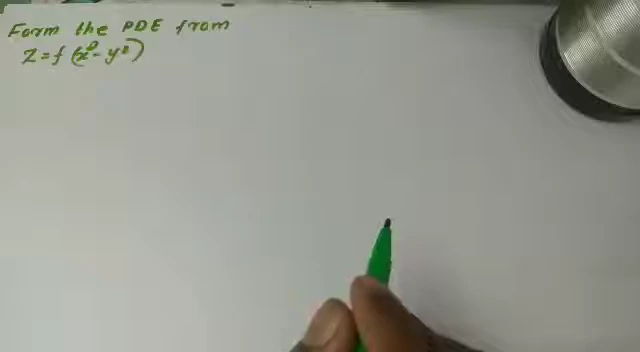 Form the PDE from
Z = f (x² - y²)